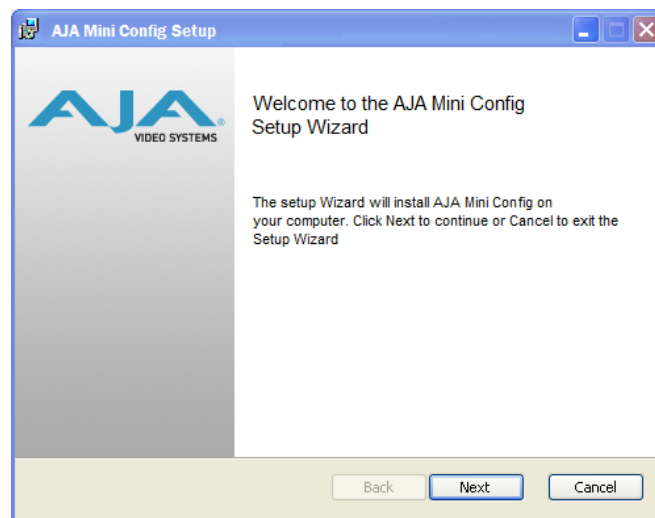 AJA Mini Config Setup
AJA®
VIDEO SYSTEMS
Welcome to the AJA Mini Config
Setup Wizard
The setup Wizard will install AJA Mini Config on
your computer. Click Next to continue or Cancel to exit the
Setup Wizard
Back Next Cancel